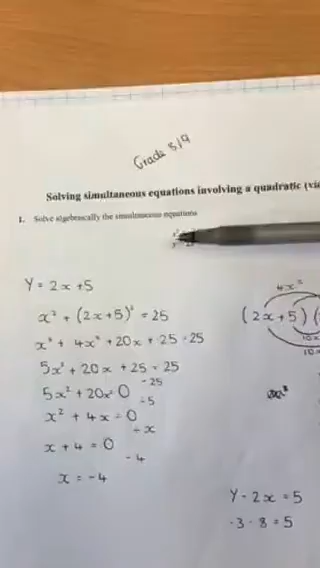 Grade 8/9
Solving simultaneous equations involving a quadratic
1. Solve algebraically the simultaneous equations
Y = 2x + 5
x² + (2x+5)² = 25
x² + 4x² + 20x + 25 = 25
5x² + 20x + 25 = 25
- 25
5x² + 20x = 0
÷ 5
x² + 4x = 0
÷ x
x + 4 = 0
- 4
x = -4
4x²
(2x+5)(
10x
10x
Y - 2x = 5
-3 - 8 = 5